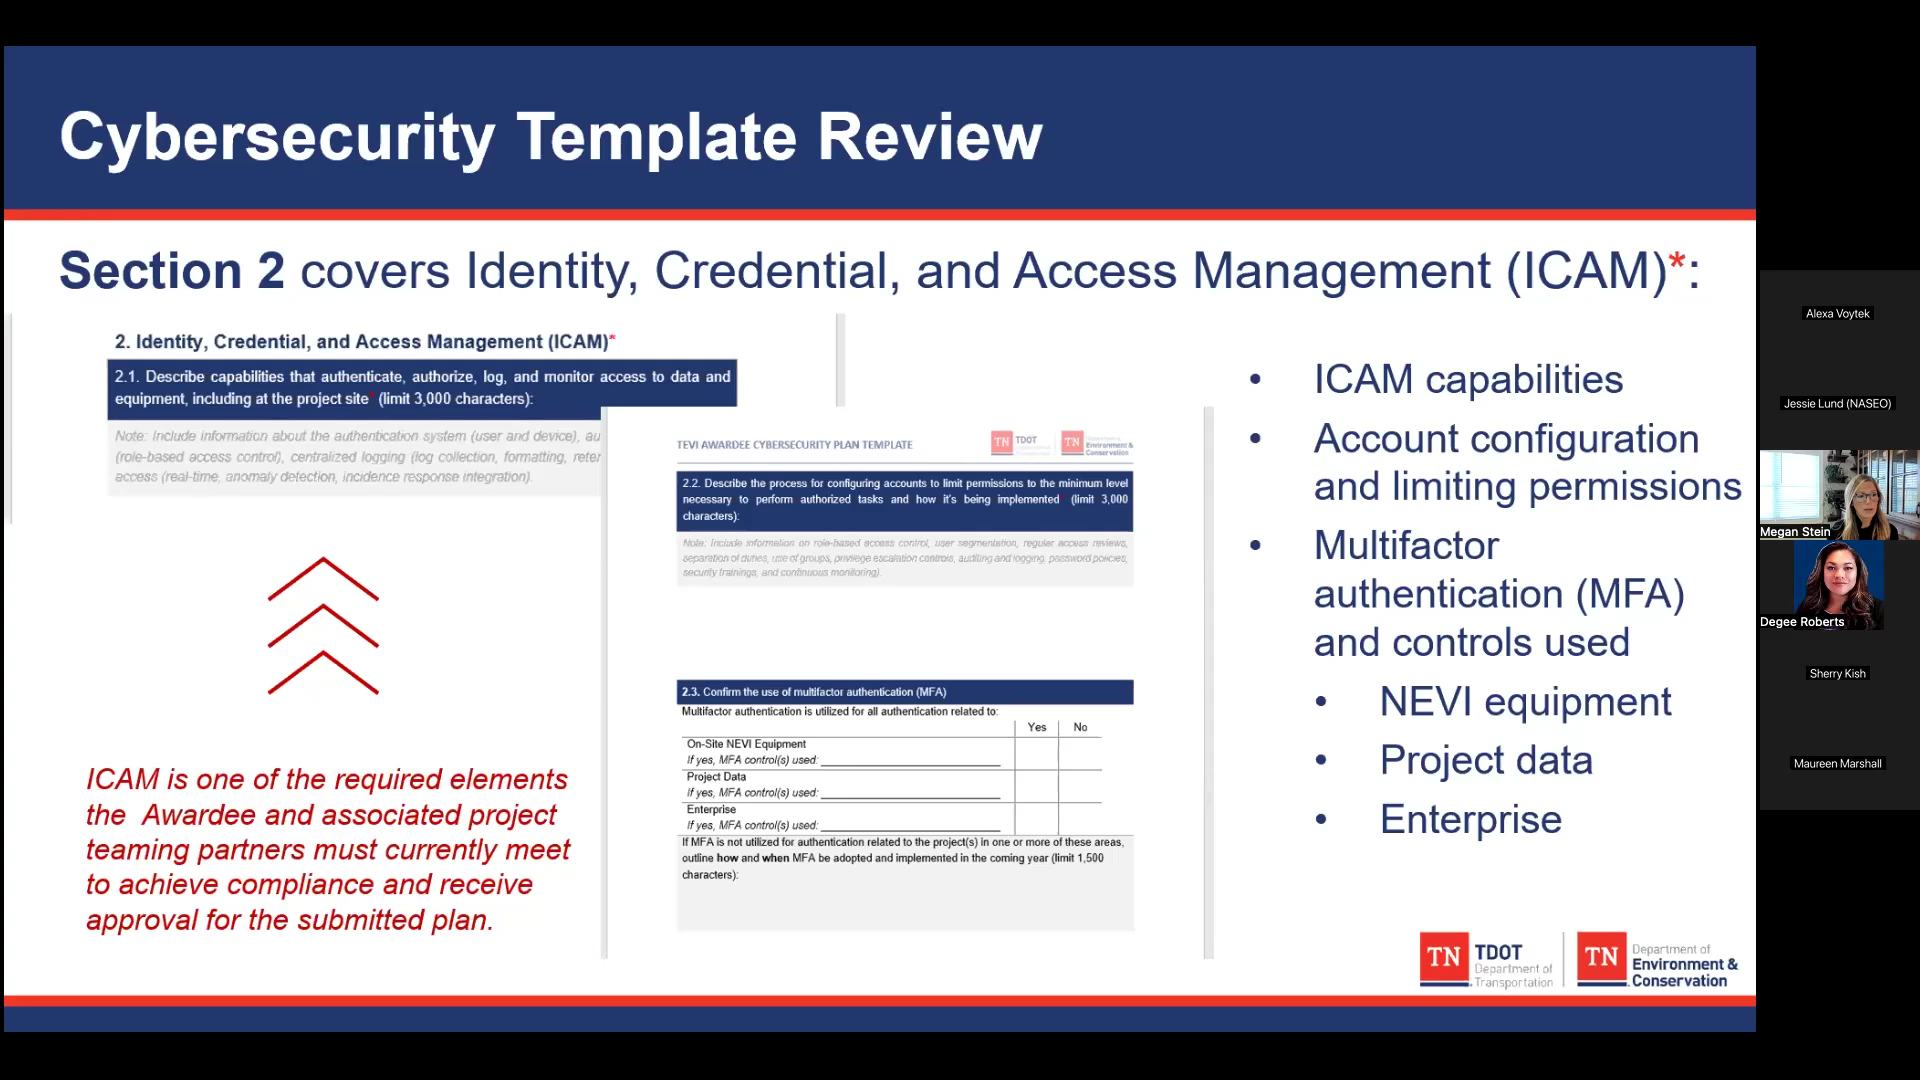 Cybersecurity Template Review
Section 2 covers Identity, Credential, and Access Management (ICAM)*:
2. Identity, Credential, and Access Management (ICAM)*
2.1. Describe capabilities that authenticate, authorize, log, and monitor access to data and
equipment, including at the project site* (limit 3,000 characters):
Note: Include information about the authentication system (user and device), au
(role-based access control), centralized logging (log collection, formatting, reter
access (real-time, anomaly detection, incidence response integration).
ICAM is one of the required elements
the Awardee and associated project
teaming partners must currently meet
to achieve compliance and receive
approval for the submitted plan.
TEVI AWARDEE CYBERSECURITY PLAN TEMPLATE
TN TDOT
TN
Environment &
Conservation
2.2. Describe the process for configuring accounts to limit permissions to the minimum level
necessary to perform authorized tasks and how it's being implemented (limit 3,000
characters):
Note: Include information on role-based access control, user segmentation, regular access reviews,
separation of duties, use of groups, privilege escalation controls, auditing and logging, password policies,
security trainings, and continuous monitoring).
2.3. Confirm the use of multifactor authentication (MFA)
Multifactor authentication is utilized for all authentication related to:
Yes No
On-Site NEVI Equipment
If yes, MFA control(s) used:
Project Data
If yes, MFA control(s) used:
Enterprise
If yes, MFA control(s) used:
If MFA is not utilized for authentication related to the project(s) in one or more of these areas,
outline how and when MFA be adopted and implemented in the coming year (limit 1,500
characters):
• ICAM capabilities
• Account configuration
and limiting permissions
• Multifactor
authentication (MFA)
and controls used
• NEVI equipment
• Project data
• Enterprise
TN TDOT
Department of
Transportation
TN Department of
Environment &
Conservation
Alexa Voytek
Jessie Lund (NASEO)
Megan Stein
Degee Roberts
Sherry Kish
Maureen Marshall